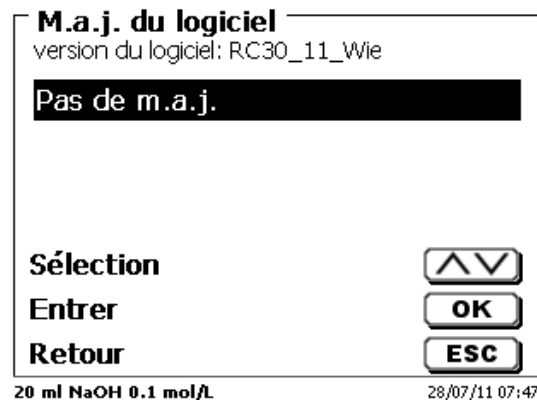 M.a.j. du logiciel
version du logiciel: RC30_11_Wie
Pas de m.a.j.
Sélection
Entrer OK
Retour ESC
20 ml NaOH 0.1 mol/L 28/07/11 07:47